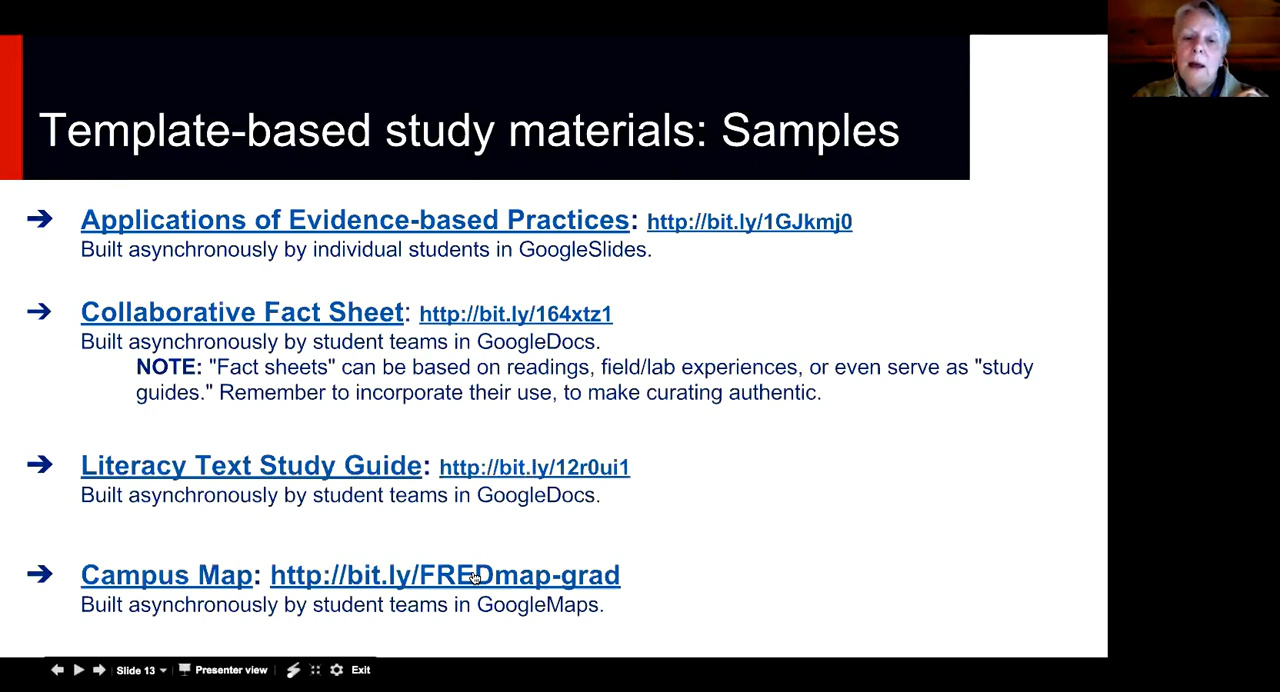 Template-based study materials: Samples
➔ Applications of Evidence-based Practices: http://bit.ly/1GJkmj0
Built asynchronously by individual students in GoogleSlides.
➔ Collaborative Fact Sheet: http://bit.ly/164xtz1
Built asynchronously by student teams in GoogleDocs.
NOTE: "Fact sheets" can be based on readings, field/lab experiences, or even serve as "study
guides." Remember to incorporate their use, to make curating authentic.
➔ Literacy Text Study Guide: http://bit.ly/12r0ui1
Built asynchronously by student teams in GoogleDocs.
➔ Campus Map: http://bit.ly/FREDmap-grad
Built asynchronously by student teams in GoogleMaps.
Slide 13 Presenter view Exit